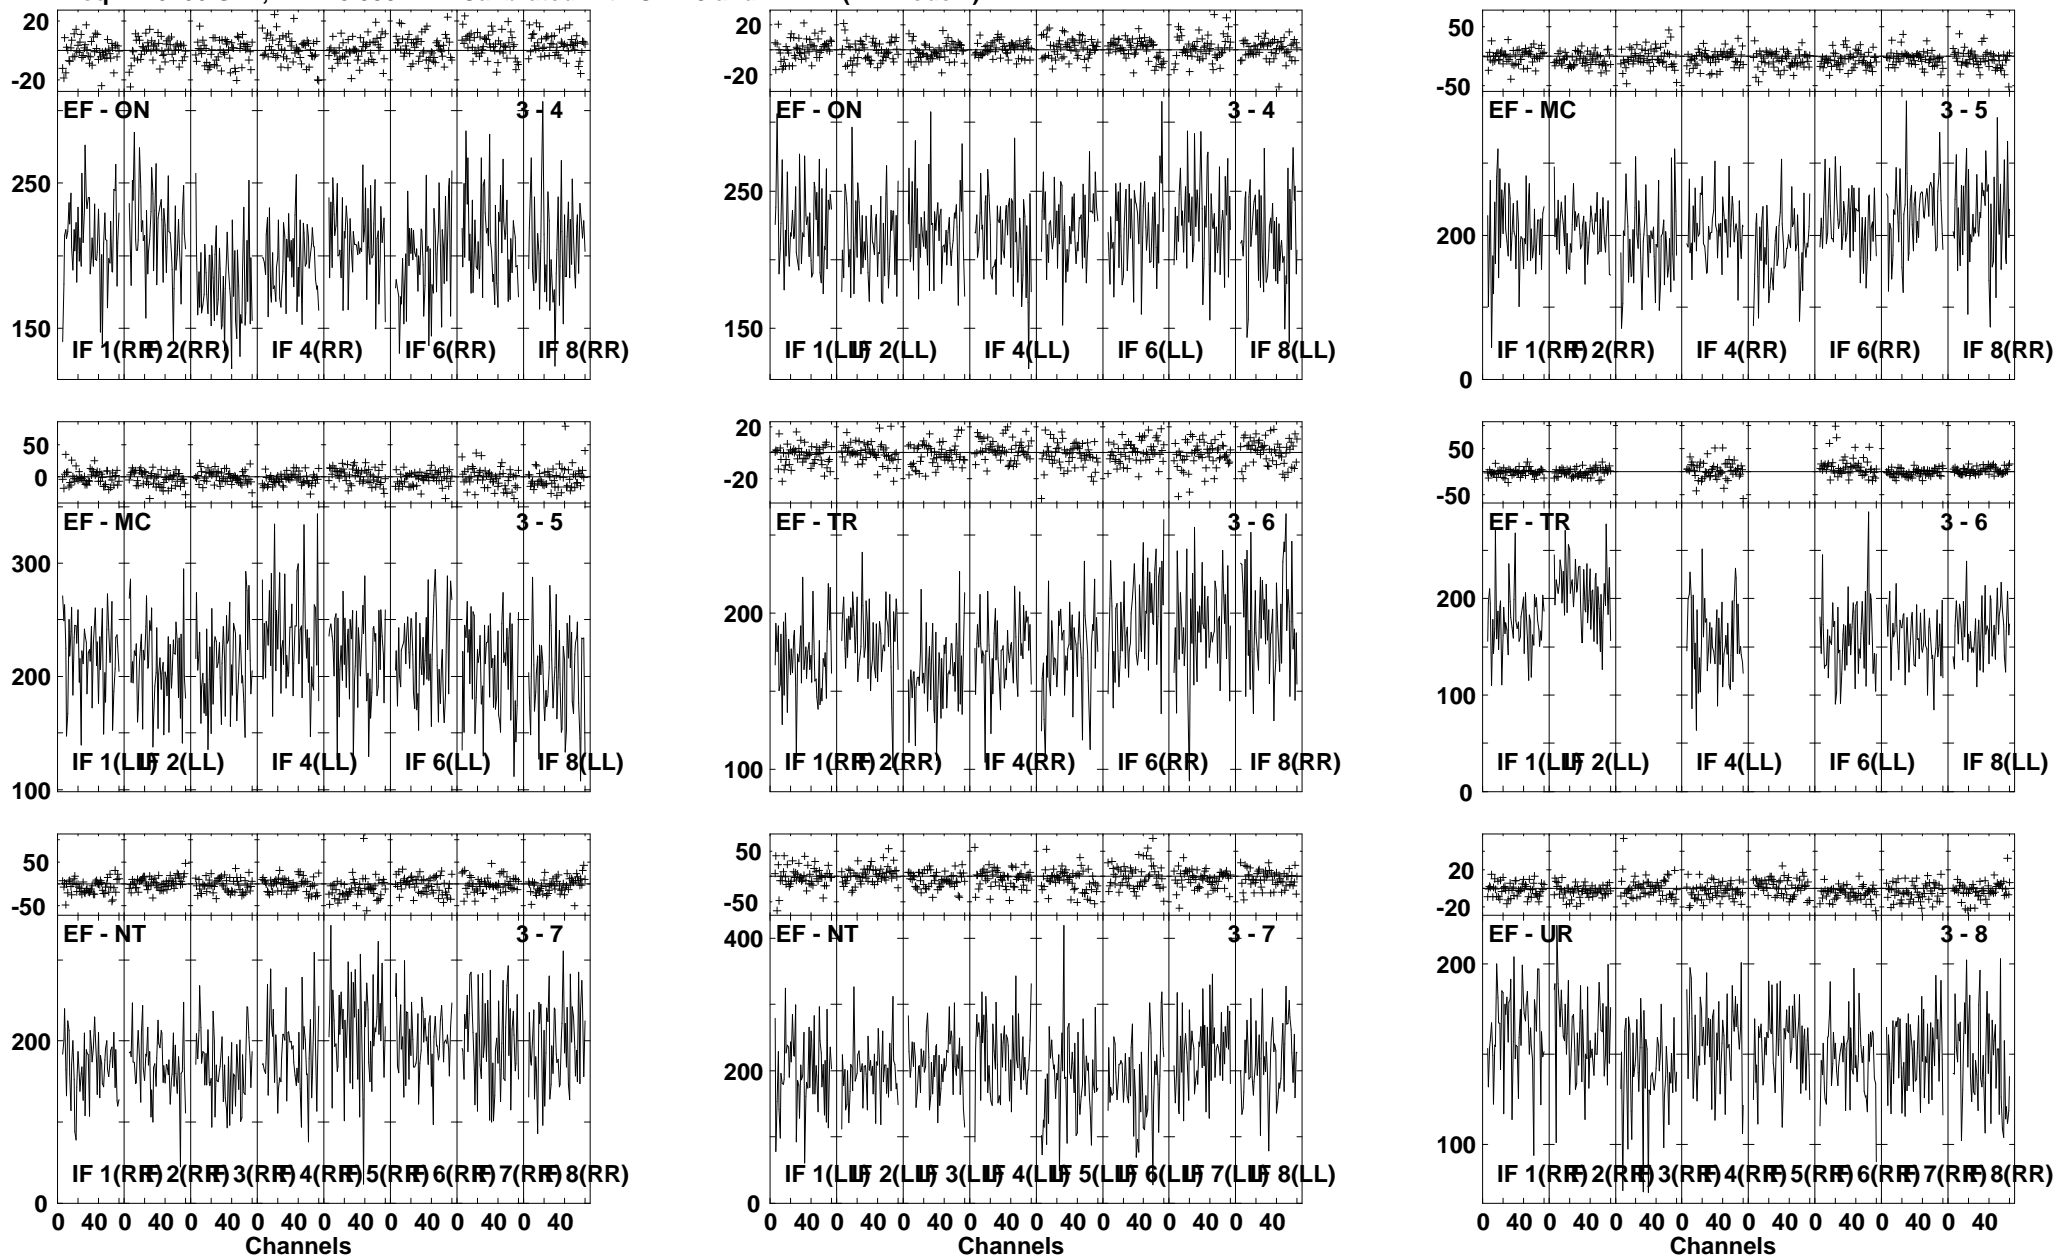 20
-20
EF - ON 3 - 4
250
150
IF 1(RR) IF 2(RR) IF 4(RR) IF 6(RR) IF 8(RR)
20
-20
EF - ON 3 - 4
250
150
IF 1(LL) IF 2(LL) IF 4(LL) IF 6(LL) IF 8(LL)
50
-50
EF - MC 3 - 5
200
0
IF 1(RR) IF 2(RR) IF 4(RR) IF 6(RR) IF 8(RR)
50
0
EF - MC 3 - 5
300
200
100
IF 1(LL) IF 2(LL) IF 4(LL) IF 6(LL) IF 8(LL)
20
-20
EF - TR 3 - 6
200
100
IF 1(RR) IF 2(RR) IF 4(RR) IF 6(RR) IF 8(RR)
50
-50
EF - TR 3 - 6
200
100
0
IF 1(LL) IF 2(LL) IF 4(LL) IF 6(LL) IF 8(LL)
50
-50
EF - NT 3 - 7
200
0
IF 1(RR) IF 2(RR) IF 3(RR) IF 4(RR) IF 5(RR) IF 6(RR) IF 7(RR) IF 8(RR)
0 40 0 40 0 40 0 40 0 40 0 40 0 40 0 40
Channels
50
-50
EF - NT 3 - 7
400
200
0
IF 1(LL) IF 2(LL) IF 3(LL) IF 4(LL) IF 5(LL) IF 6(LL) IF 7(LL) IF 8(LL)
0 40 0 40 0 40 0 40 0 40 0 40 0 40 0 40
Channels
20
-20
EF - UR 3 - 8
200
100
IF 1(RR) IF 2(RR) IF 3(RR) IF 4(RR) IF 5(RR) IF 6(RR) IF 7(RR) IF 8(RR)
0 40 0 40 0 40 0 40 0 40 0 40 0 40 0 40
Channels